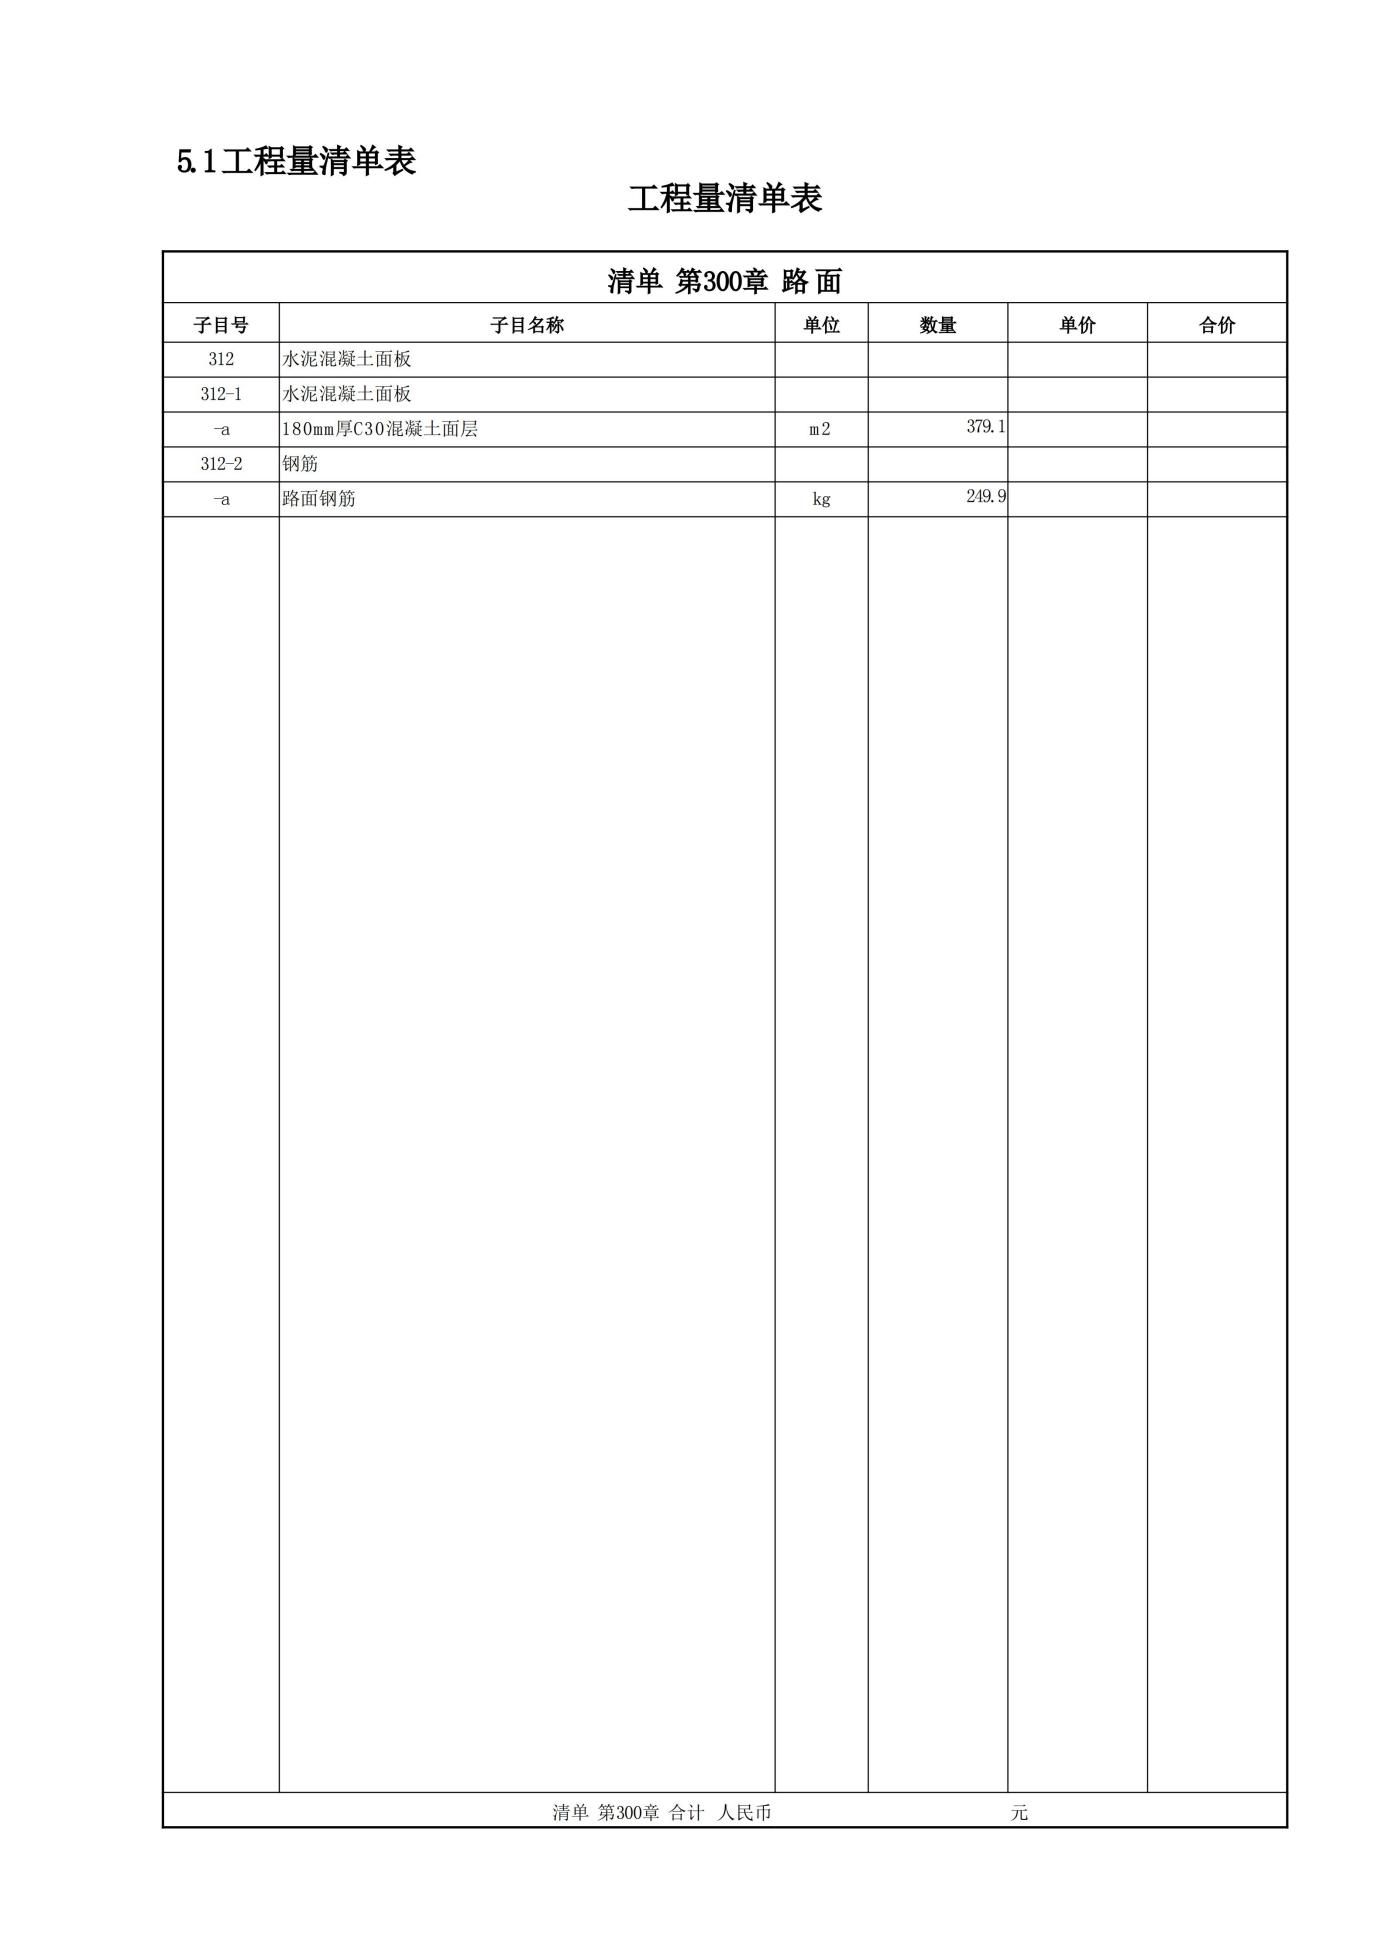 5.1工程量清单表
工程量清单表
清单 第300章 路面
子目号 子目名称 单位 数量 单价 合价
312 水泥混凝土面板
312-1 水泥混凝土面板
-a 180mm厚C30混凝土面层 m2 379.1
312-2 钢筋
-a 路面钢筋 kg 249.9
清单 第300章 合计 人民币 元